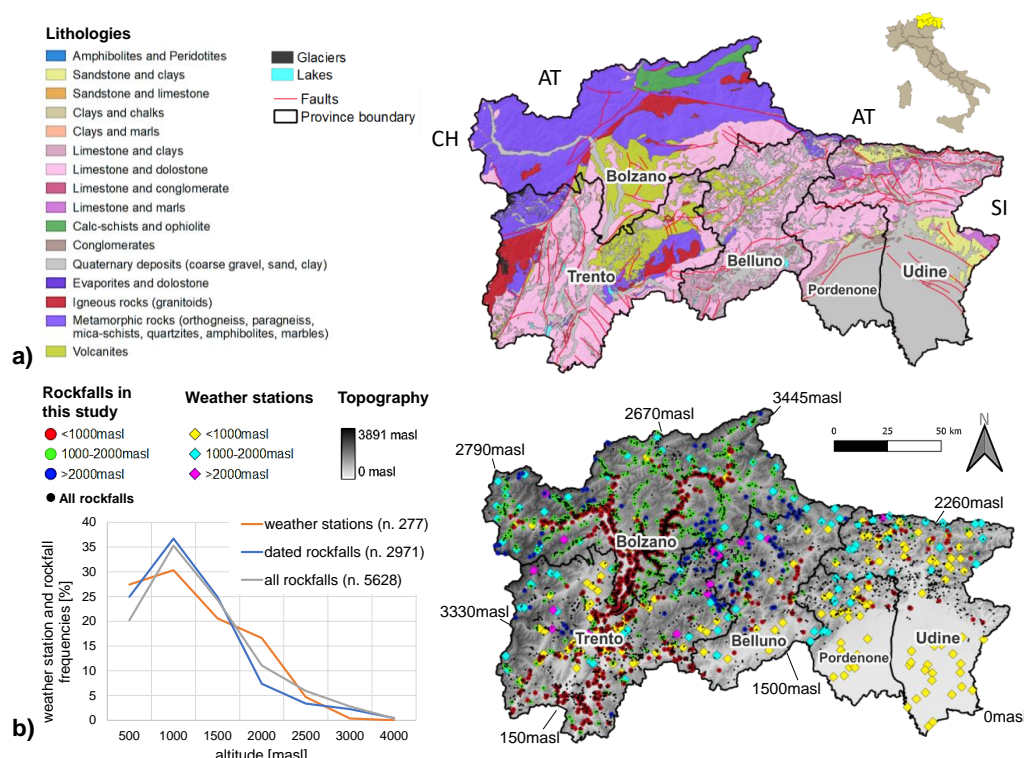 Lithologies
Amphibolites and Peridotites
Sandstone and clays
Sandstone and limestone
Clays and chalks
Clays and marls
Limestone and clays
Limestone and dolostone
Limestone and conglomerate
Limestone and marls
Calc-schists and ophiolite
Conglomerates
Quaternary deposits (coarse gravel, sand, clay)
Evaporites and dolostone
Igneous rocks (granitoids)
Metamorphic rocks (orthogneiss, paragneiss,
mica-schists, quartzites, amphibolites, marbles)
Volcanites
Glaciers
Lakes
Faults
Province boundary
a)
AT
CH
AT
SI
Bolzano
Trento
Belluno
Pordenone
Udine
Rockfalls in
this study
<1000masl
1000-2000masl
>2000masl
All rockfalls
Weather stations
<1000masl
1000-2000masl
>2000masl
Topography
3891 masl
0 masl
weather station and rockfall
frequencies [%]
40
35
30
25
20
15
10
5
0
weather stations (n. 277)
dated rockfalls (n. 2971)
all rockfalls (n. 5628)
500 1000 1500 2000 2500 3000 4000
altitude [masl]
b)
2790masl
2670masl
3445masl
0 25 50 km
N
2260masl
3330masl
Bolzano
Trento
Belluno
Pordenone
Udine
1500masl
150masl
0masl